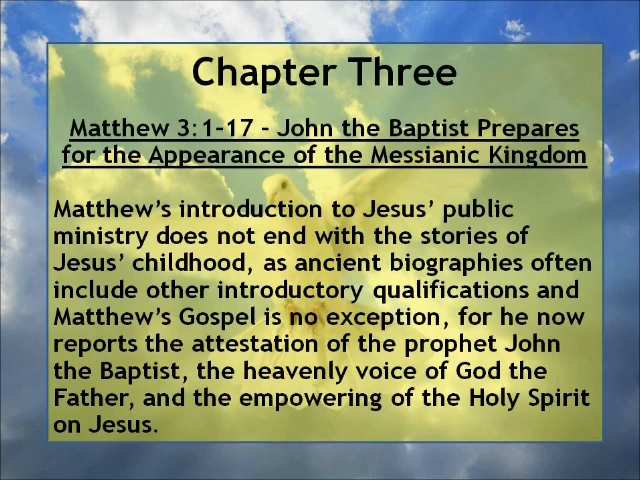 Chapter Three
Matthew 3:1-17 - John the Baptist Prepares
for the Appearance of the Messianic Kingdom
Matthew’s introduction to Jesus’ public
ministry does not end with the stories of
Jesus’ childhood, as ancient biographies often
include other introductory qualifications and
Matthew’s Gospel is no exception, for he now
reports the attestation of the prophet John
the Baptist, the heavenly voice of God the
Father, and the empowering of the Holy Spirit
on Jesus.